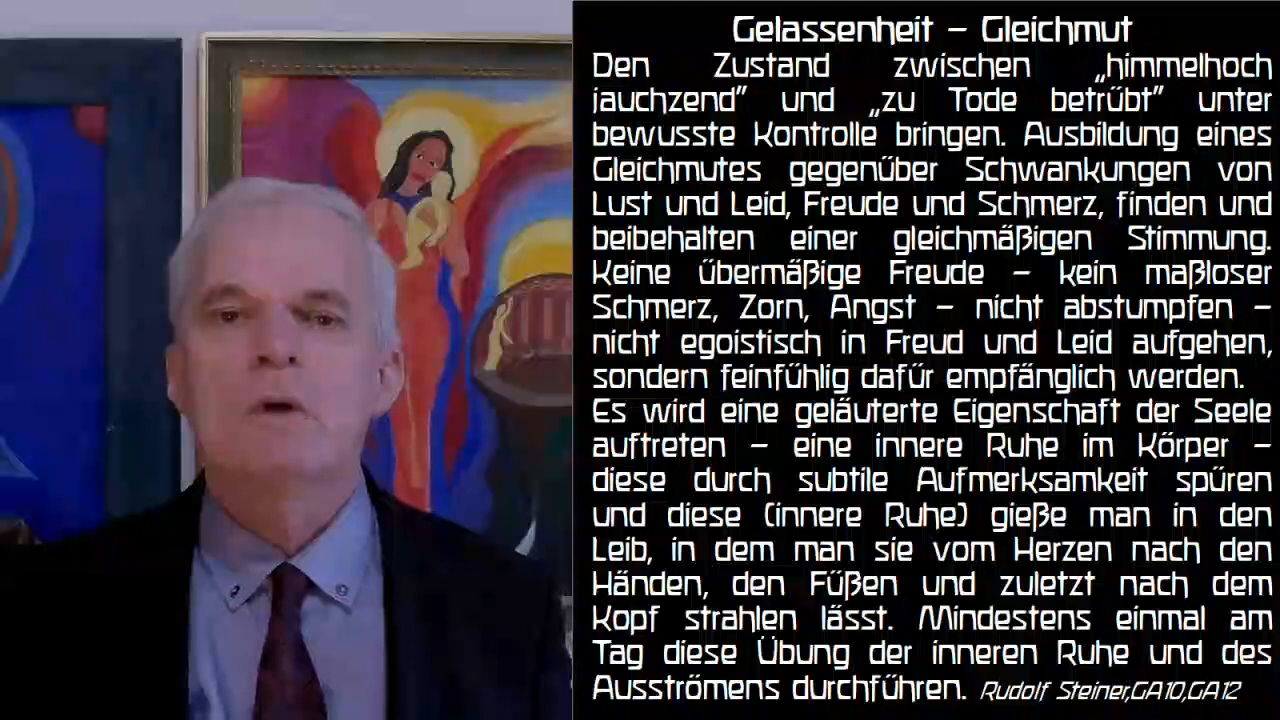 Gelassenheit – Gleichmut
Den Zustand zwischen „himmelhoch
jauchzend” und „zu Tode betrübt” unter
bewusste Kontrolle bringen. Ausbildung eines
Gleichmutes gegenüber Schwankungen von
Lust und Leid, Freude und Schmerz, finden und
beibehalten einer gleichmäßigen Stimmung.
Keine übermäßige Freude – kein maßloser
Schmerz, Zorn, Angst – nicht abstumpfen –
nicht egoistisch in Freud und Leid aufgehen,
sondern feinfühlig dafür empfänglich werden.
Es wird eine geläuterte Eigenschaft der Seele
auftreten – eine innere Ruhe im Körper –
diese durch subtile Aufmerksamkeit spüren
und diese (innere Ruhe) gieße man in den
Leib, in dem man sie vom Herzen nach den
Händen, den Füßen und zuletzt nach dem
Kopf strahlen lässt. Mindestens einmal am
Tag diese Übung der inneren Ruhe und des
Ausströmens durchführen. Rudolf Steiner,GA10,GA12